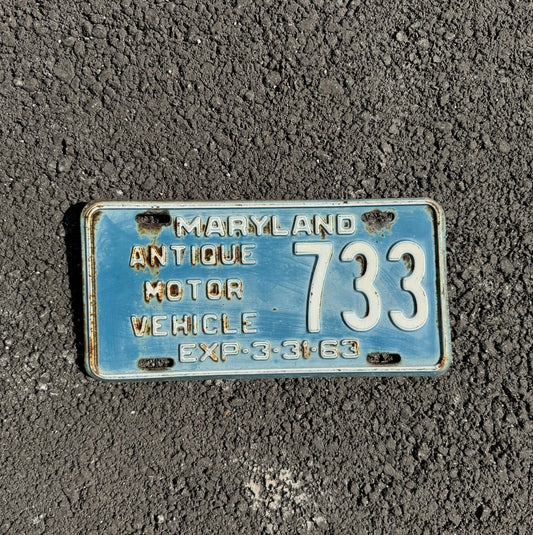 MARYLAND
ANTIQUE
MOTOR
VEHICLE
733
EXP-3-31-63